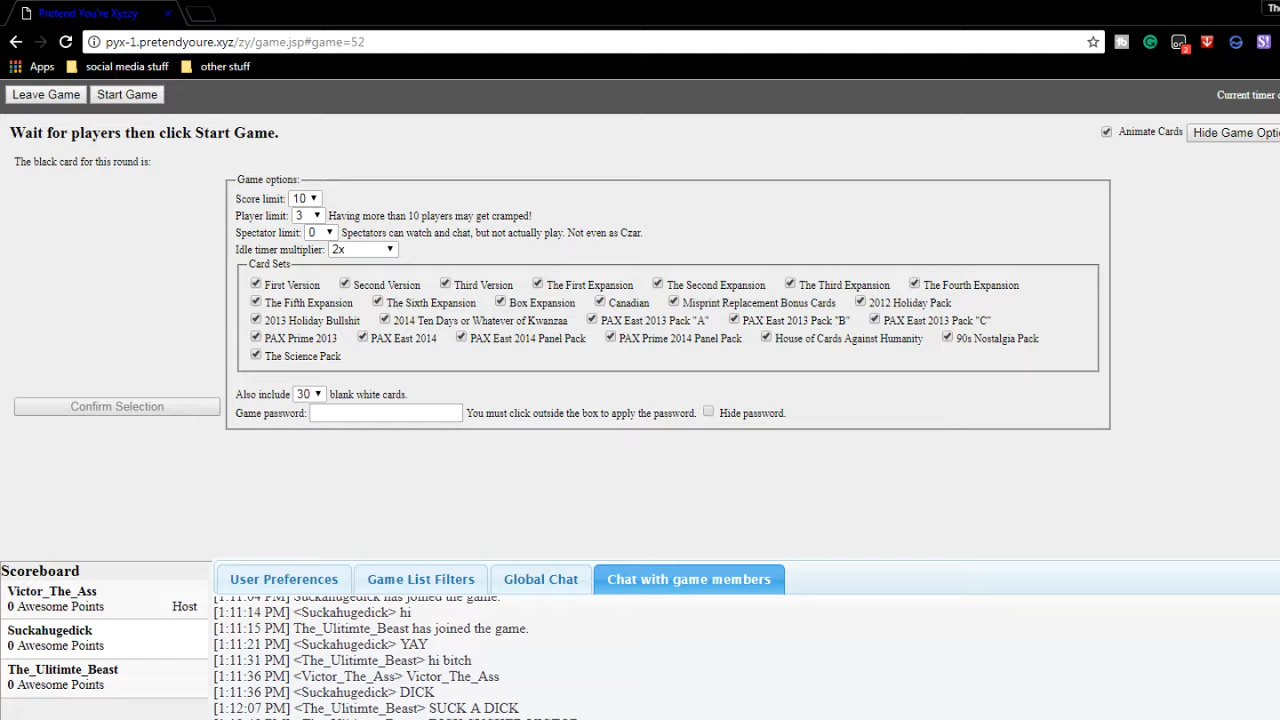 Pretend You're Xyzzy
pyx-1.pretendyoure.xyz/zy/game.jsp#game=52
Apps social media stuff other stuff
Leave Game Start Game Current timer
Wait for players then click Start Game. Animate Cards Hide Game
The black card for this round is:
Game options:
Score limit: 10
Player limit: 3 Having more than 10 players may get cramped!
Spectator limit: 0 Spectators can watch and chat, but not actually play. Not even as Czar.
Idle timer multiplier: 2x
Card Sets
First Version Second Version Third Version The First Expansion The Second Expansion The Third Expansion The Fourth Expansion
The Fifth Expansion The Sixth Expansion Box Expansion Canadian Misprint Replacement Bonus Cards 2012 Holiday Pack
2013 Holiday Bullshit 2014 Ten Days or Whatever of Kwanzaa PAX East 2013 Pack "A" PAX East 2013 Pack "B" PAX East 2013 Pack "C"
PAX Prime 2013 PAX East 2014 PAX East 2014 Panel Pack PAX Prime 2014 Panel Pack House of Cards Against Humanity 90s Nostalgia Pack
The Science Pack
Also include 30 blank white cards.
Confirm Selection
Game password: You must click outside the box to apply the password. Hide password.
Scoreboard
Victor_The_Ass
0 Awesome Points Host
Suckahugedick
0 Awesome Points
The_Ulitimte_Beast
0 Awesome Points
User Preferences Game List Filters Global Chat Chat with game members
[1:11:04 PM] Suckahugedick has joined the game.
[1:11:14 PM] <Suckahugedick> hi
[1:11:15 PM] The_Ulitimte_Beast has joined the game.
[1:11:21 PM] <Suckahugedick> YAY
[1:11:31 PM] <The_Ulitimte_Beast> hi bitch
[1:11:36 PM] <Victor_The_Ass> Victor_The_Ass
[1:11:36 PM] <Suckahugedick> DICK
[1:12:07 PM] <The_Ulitimte_Beast> SUCK A DICK